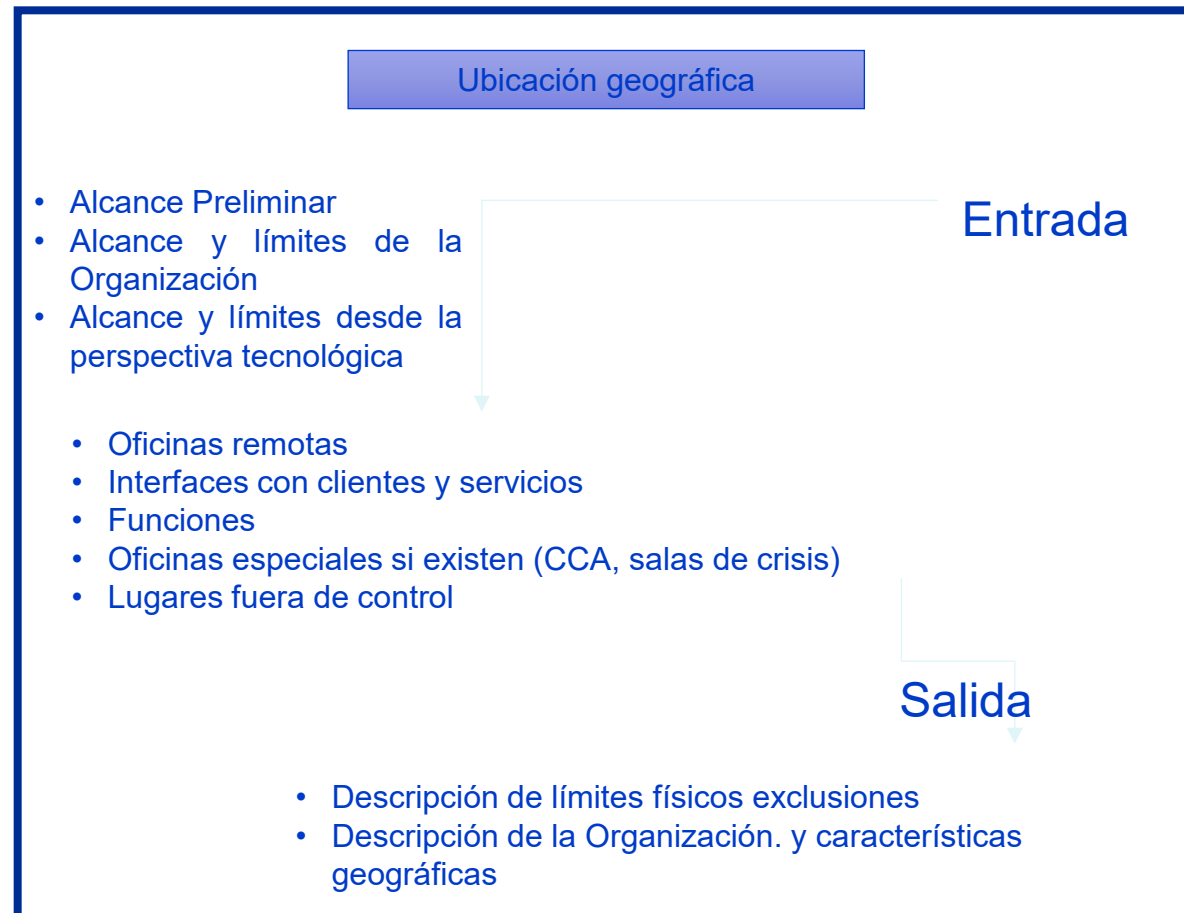 Ubicación geográfica
• Alcance Preliminar
• Alcance y límites de la
Organización
• Alcance y límites desde la
perspectiva tecnológica
Entrada
• Oficinas remotas
• Interfaces con clientes y servicios
• Funciones
• Oficinas especiales si existen (CCA, salas de crisis)
• Lugares fuera de control
Salida
• Descripción de límites físicos exclusiones
• Descripción de la Organización. y características
geográficas